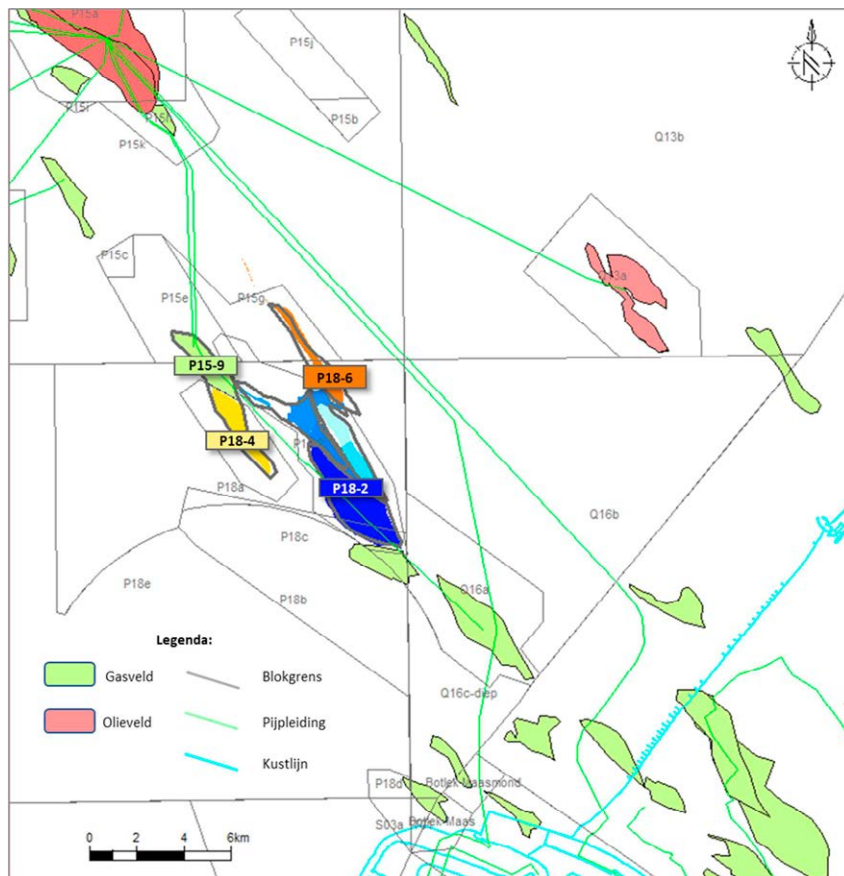 P15a
P15j
P15i
P15h
P15b
P15k
Q13b
P15c
P15e
P15g
Q13a
P15-9
P18-6
P18-4
P18-2
P18a
P18c
Q16b
P18e
P18b
Q16a
Legenda:
Gasveld
Blokgrens
Olieveld
Pijpleiding
Kustlijn
Q16c-diep
P18d
Botlek-Maasmond
S03a
Botlek-Maas
0 2 4 6km